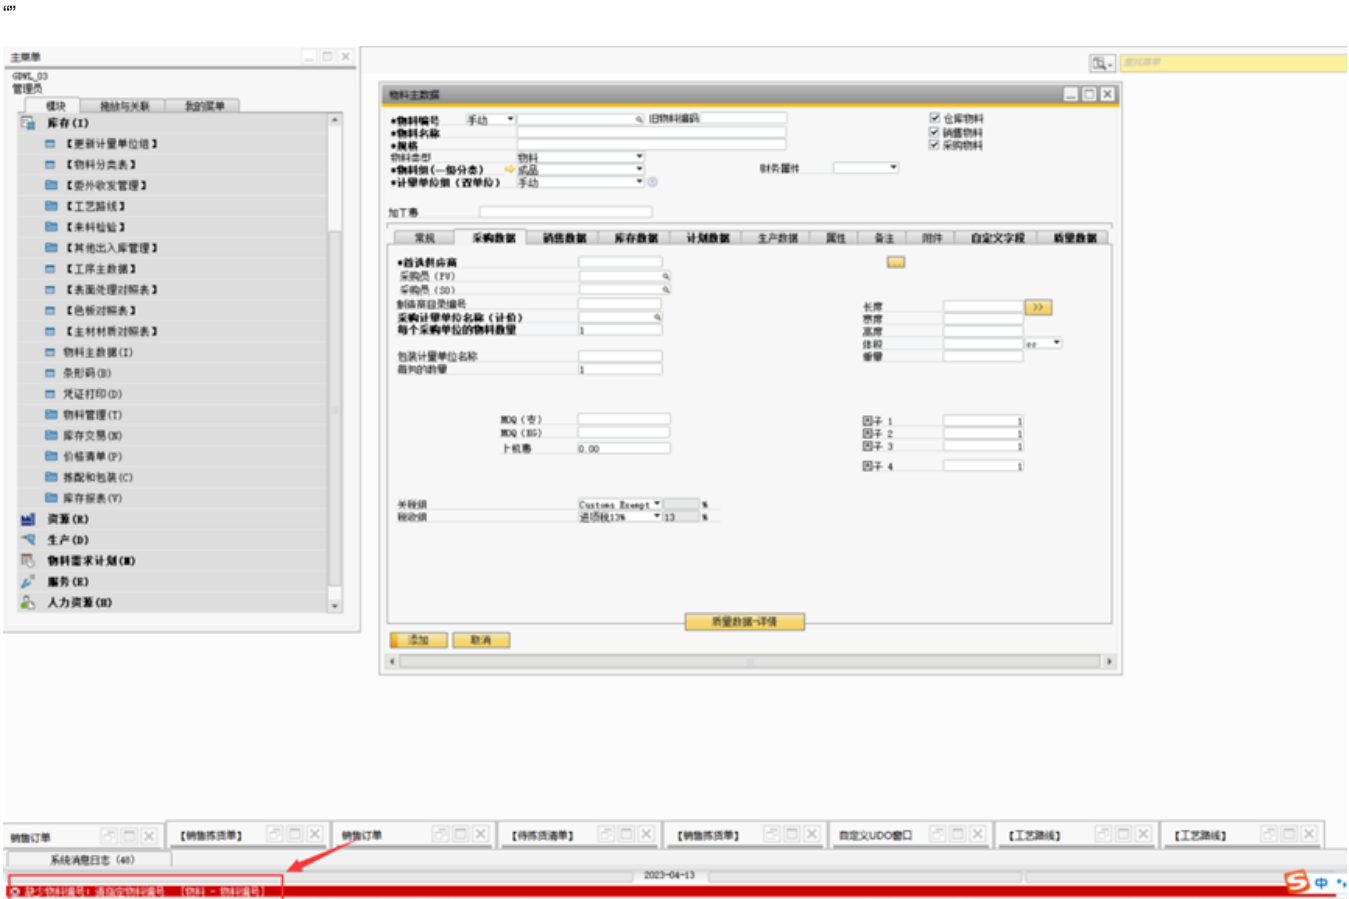 “”
主菜单
GDWL_03
管理员
模块 拖放与关联 我的菜单
库存(I)
【更新计量单位组】
【物料分类表】
【委外收发管理】
【工艺路线】
【来料检验】
【其他出入库管理】
【工序主数据】
【表面处理对照表】
【色板对照表】
【主材材质对照表】
物料主数据(I)
条形码(B)
凭证打印(D)
物料管理(T)
库存交易(N)
价格清单(P)
拣配和包装(C)
库存报表(V)
资源(R)
生产(D)
物料需求计划(M)
服务(E)
人力资源(H)
查找菜单
物料主数据
*物料编号 手动 旧物料编码
*物料名称
*规格
物料类型 物料
*物料组(一级分类) 成品
*计量单位组 (双单位) 手动
仓库物料
销售物料
采购物料
财务属性
加工惠
常规 采购数据 销售数据 库存数据 计划数据 生产数据 属性 备注 附件 自定义字段 质量数据
*首选供应商 ...
采购员 (PU)
采购员 (SO)
制造商目录编号
采购计量单位名称 (计价)
每个采购单位的物料数量 1
包装计量单位名称
每包的数量 1
长度 >>
宽度
高度
体积 cc
重量
MOQ (支)
MOQ (KG)
上机惠 0.00
因子 1 1
因子 2 1
因子 3 1
因子 4 1
关税组 Customs Exempt %
税收组 进项税13% 13 %
质量数据-详情
添加 取消
销售订单 【销售拣货单】 销售订单 【待拣货清单】 【销售拣货单】 自定义UDO窗口 【工艺路线】 【工艺路线】
系统消息日志 (48)
2023-04-13
缺少物料编号; 请指定物料编号 [物料 - 物料编号]
S 中